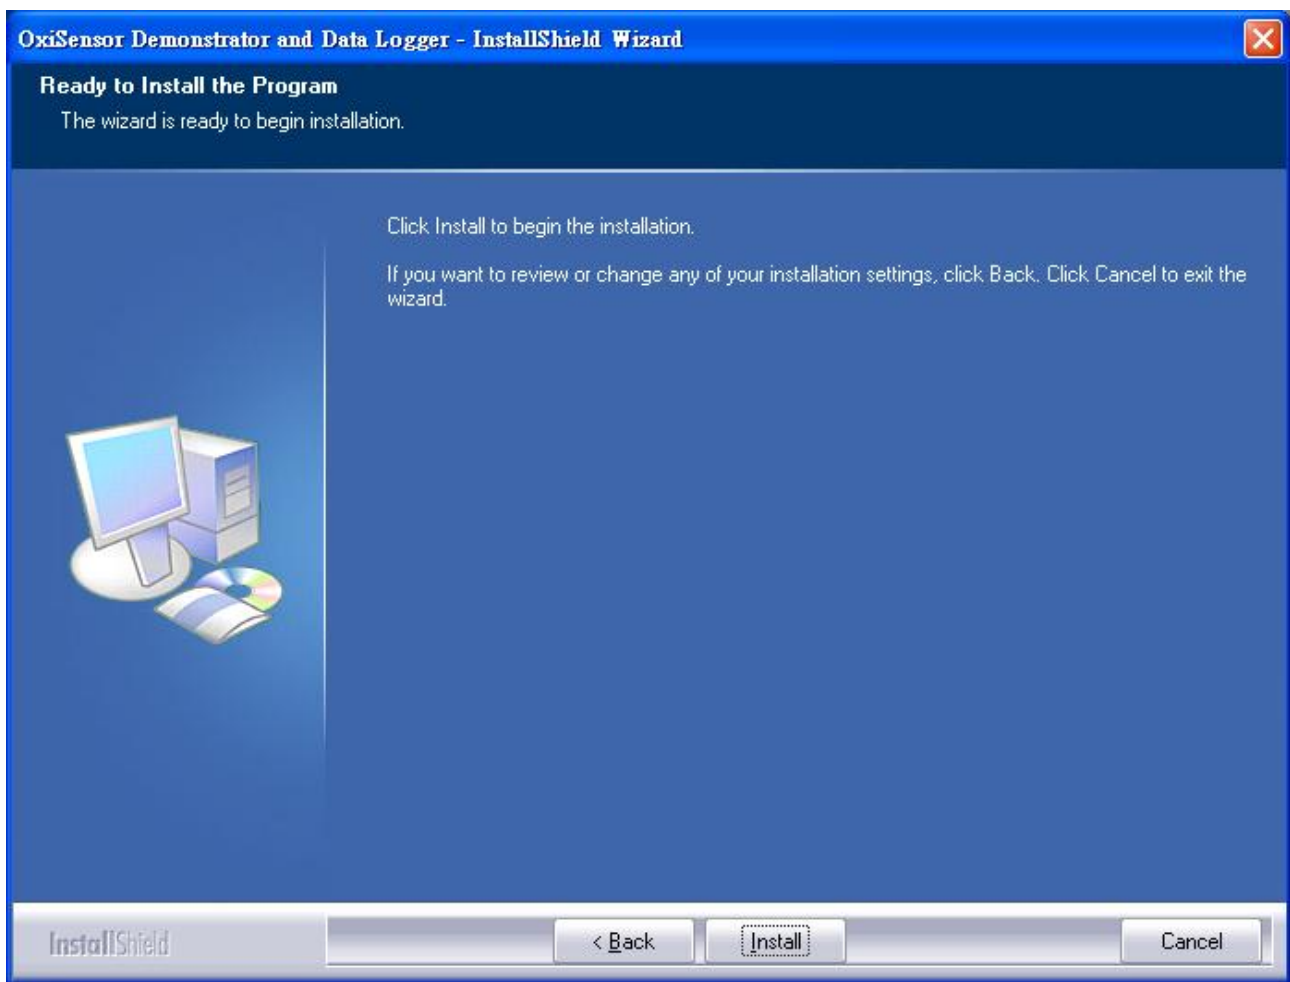 OxiSensor Demonstrator and Data Logger - InstallShield Wizard
Ready to Install the Program
The wizard is ready to begin installation.
Click Install to begin the installation.
If you want to review or change any of your installation settings, click Back. Click Cancel to exit the
wizard.
InstallShield
< Back
Install
Cancel